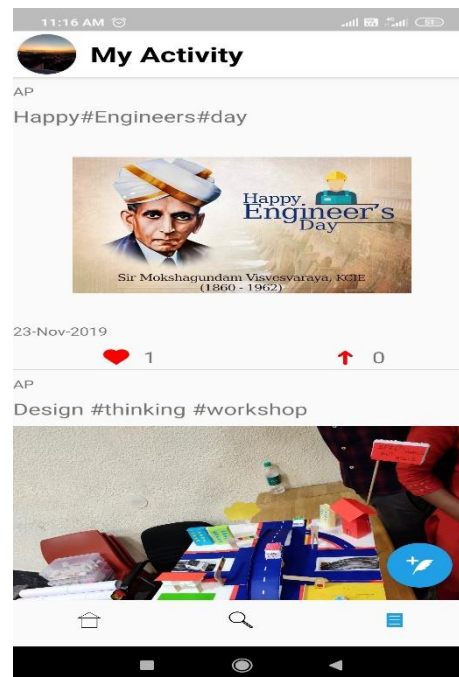 11:16 AM
53
My Activity
AP
Happy#Engineers#day
Happy
Engineer's
Day
Sir Mokshagundam Visvesvaraya, KCIE
(1860 - 1962)
23-Nov-2019
1
0
AP
Design #thinking #workshop